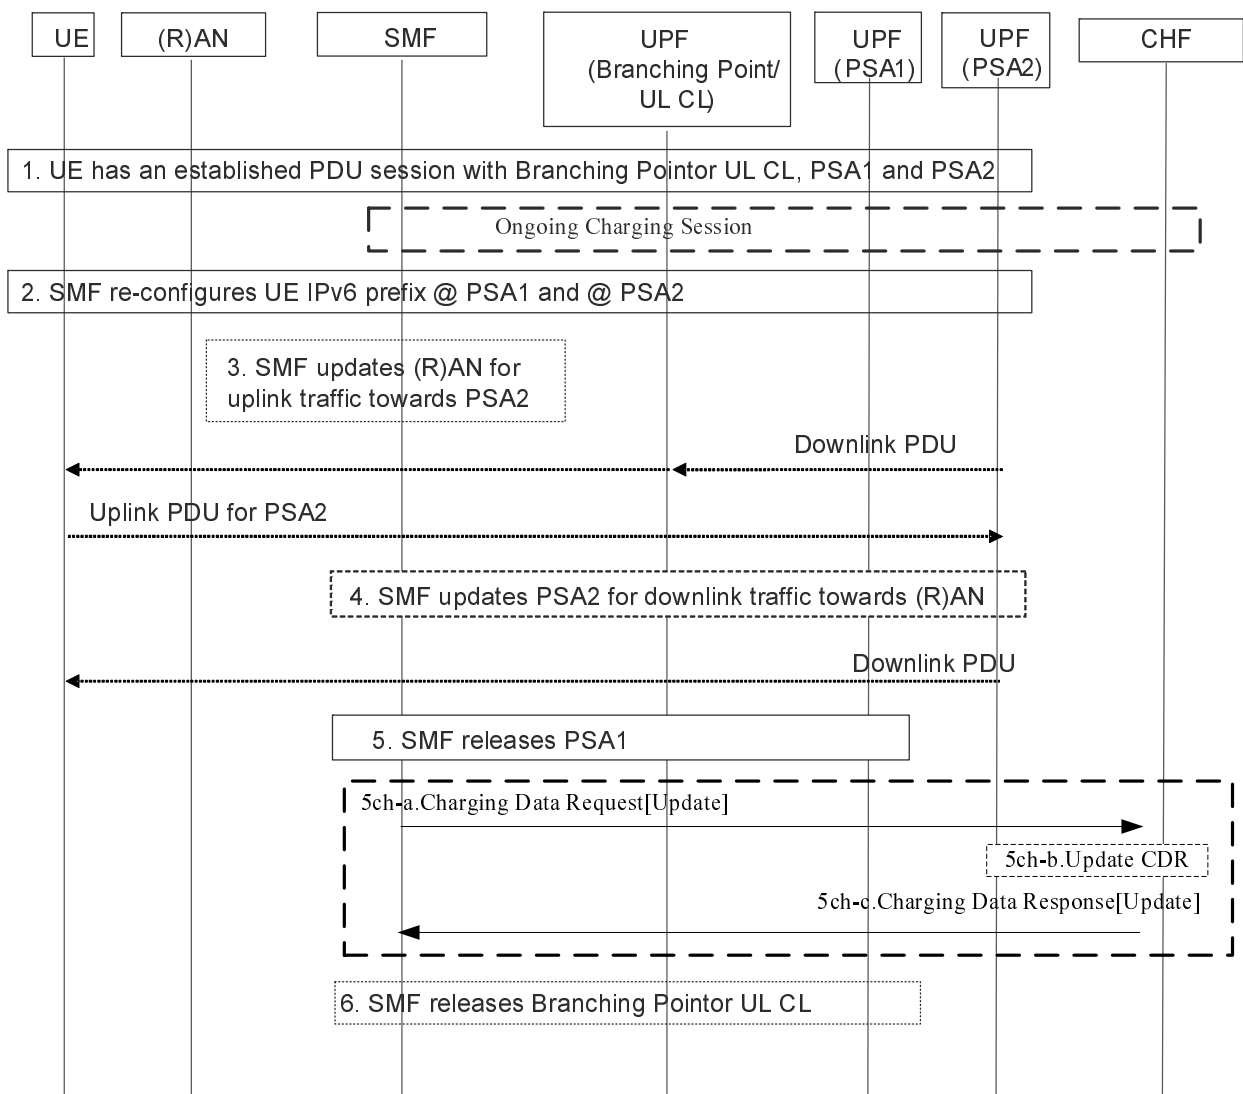 UE
(R)AN
SMF
UPF
(Branching Point/
UL CL)
UPF
(PSA1)
UPF
(PSA2)
CHF
1. UE has an established PDU session with Branching Pointor UL CL, PSA1 and PSA2
Ongoing Charging Session
2. SMF re-configures UE IPv6 prefix @ PSA1 and @ PSA2
3. SMF updates (R)AN for
uplink traffic towards PSA2
Downlink PDU
Uplink PDU for PSA2
4. SMF updates PSA2 for downlink traffic towards (R)AN
Downlink PDU
5. SMF releases PSA1
5ch-a.Charging Data Request[Update]
5ch-b.Update CDR
5ch-c.Charging Data Response[Update]
6. SMF releases Branching Pointor UL CL